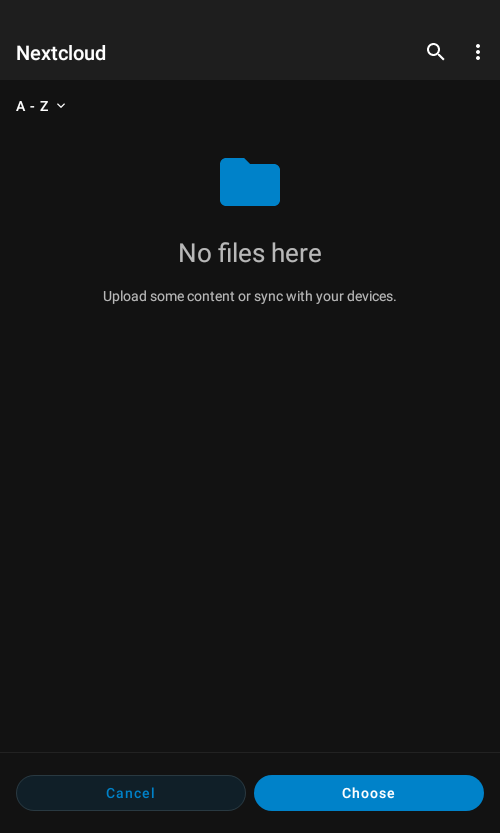 Nextcloud
A - Z
No files here
Upload some content or sync with your devices.
Cancel
Choose